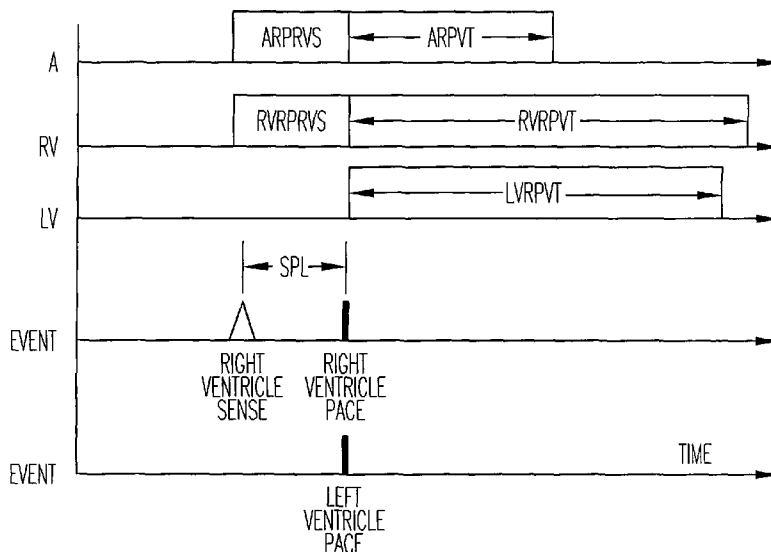 ARPRVS
ARPVT
A
RVRPRVS
RVRPVT
RV
LVRPVT
LV
SPL
EVENT
RIGHT
VENTRICLE
SENSE
RIGHT
VENTRICLE
PACE
TIME
EVENT
LEFT
VENTRICLE
PACE